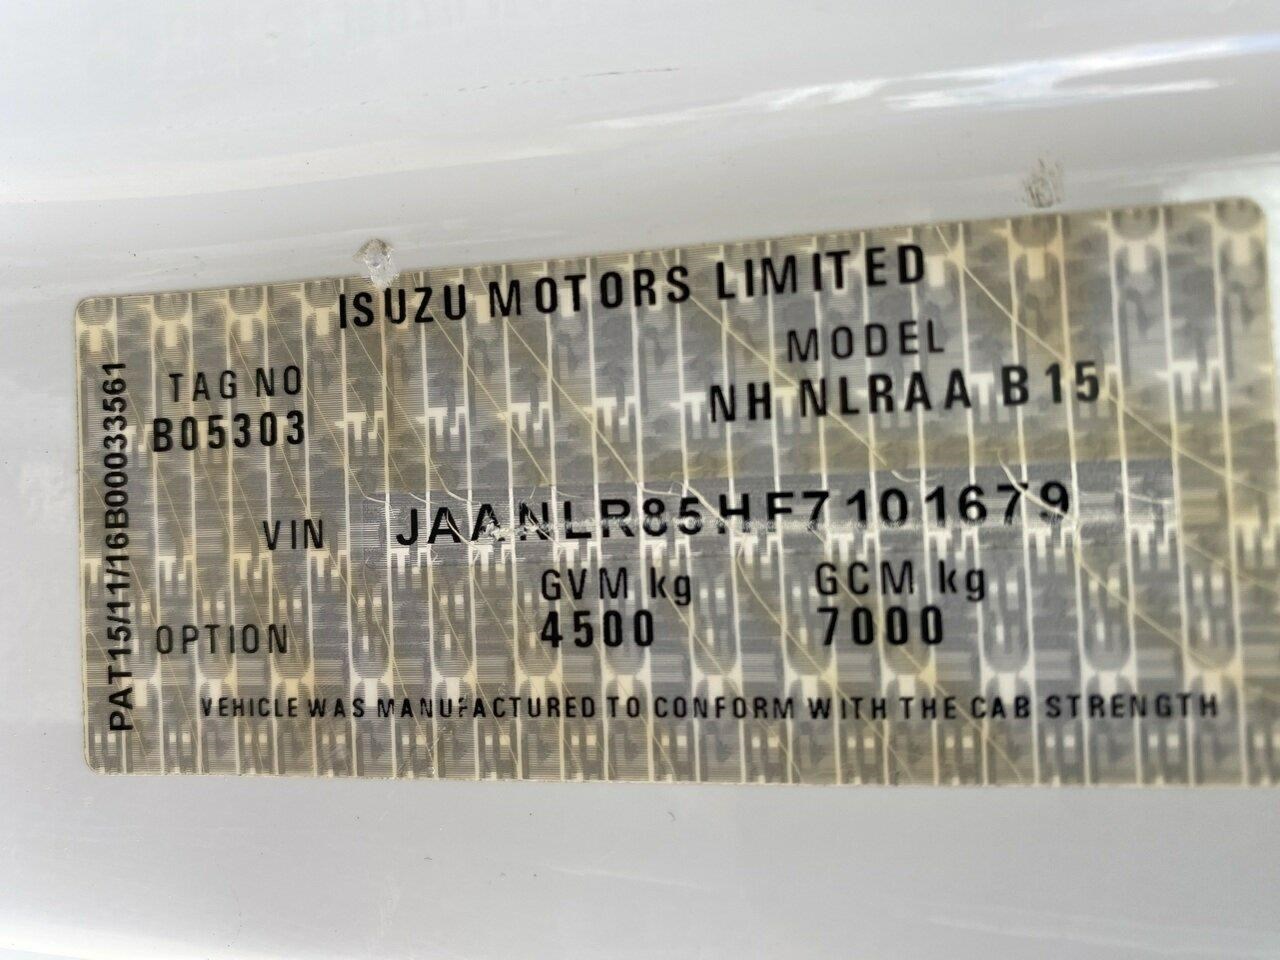 ISUZU MOTORS LIMITED
MODEL
TAG NO
NH NLRAA B15
B05303
VIN JAANLR85HF7101679
GVM kg GCM kg
OPTION 4500 7000
VEHICLE WAS MANUFACTURED TO CONFORM WITH THE CAB STRENGTH
PAT15/11/16B00033561